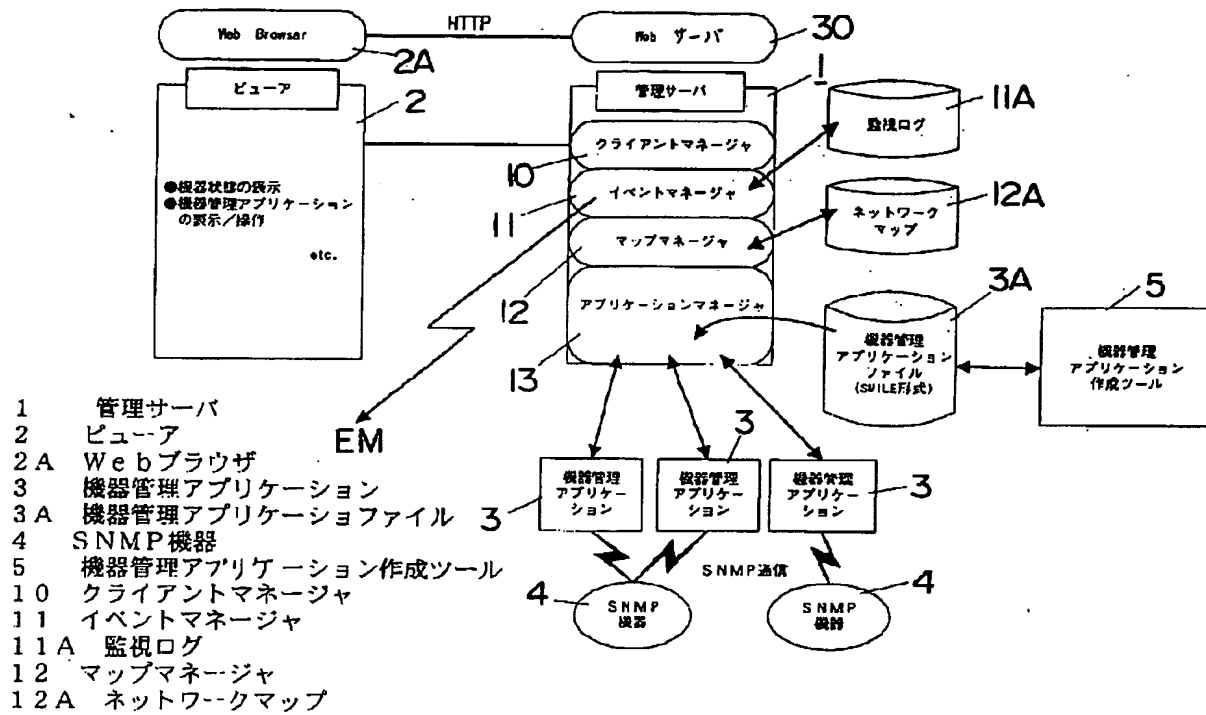 HTTP
Web Browsar
Web サーバ
30
2A
1
ビューア
管理サーバ
2
11A
監視ログ
クライアントマネージャ
10
●機器状態の表示
●機器管理アプリケーション
の表示/操作
etc.
イベントマネージャ
11
12A
ネットワーク
マップ
マップマネージャ
12
3A
5
アプリケーションマネージャ
13
機器管理
アプリケーション
ファイル
(SMILE形式)
機器管理
アプリケーション
作成ツール
EM
3
機器管理
アプリケー
ション
3
機器管理
アプリケー
ション
機器管理
アプリケー
ション
3
SNMP通信
4
SNMP
機器
SNMP
機器
4
1 管理サーバ
2 ビューア
2A Webブラウザ
3 機器管理アプリケーション
3A 機器管理アプリケーショファイル
4 SNMP機器
5 機器管理アプリケーション作成ツール
10 クライアントマネージャ
11 イベントマネージャ
11A 監視ログ
12 マップマネージャ
12A ネットワークマップ